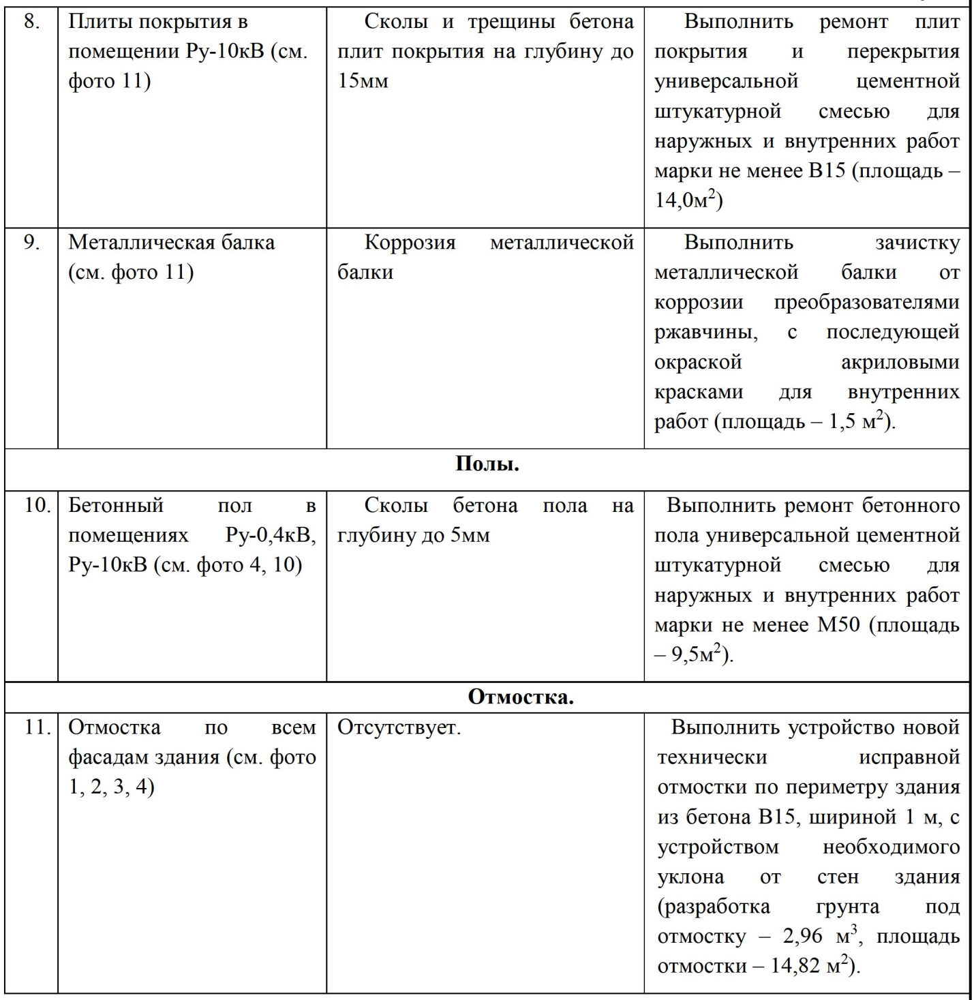 8.
Плиты покрытия в
помещении Ру-10кВ (см.
фото 11)
Сколы и трещины бетона
плит покрытия на глубину до
15мм
Выполнить ремонт плит
покрытия и перекрытия
универсальной цементной
штукатурной смесью для
наружных и внутренних работ
марки не менее В15 (площадь –
14,0м²)
9.
Металлическая балка
(см. фото 11)
Коррозия металлической
балки
Выполнить зачистку
металлической балки от
коррозии преобразователями
ржавчины, с последующей
окраской акриловыми
красками для внутренних
работ (площадь – 1,5 м²).
Полы.
10.
Бетонный пол в
помещениях Ру-0,4кВ,
Ру-10кВ (см. фото 4, 10)
Сколы бетона пола на
глубину до 5мм
Выполнить ремонт бетонного
пола универсальной цементной
штукатурной смесью для
наружных и внутренних работ
марки не менее М50 (площадь
– 9,5м²).
Отмостка.
11.
Отмостка по всем
фасадам здания (см. фото
1, 2, 3, 4)
Отсутствует.
Выполнить устройство новой
технически исправной
отмостки по периметру здания
из бетона В15, шириной 1 м, с
устройством необходимого
уклона от стен здания
(разработка грунта под
отмостку – 2,96 м³, площадь
отмостки – 14,82 м²).